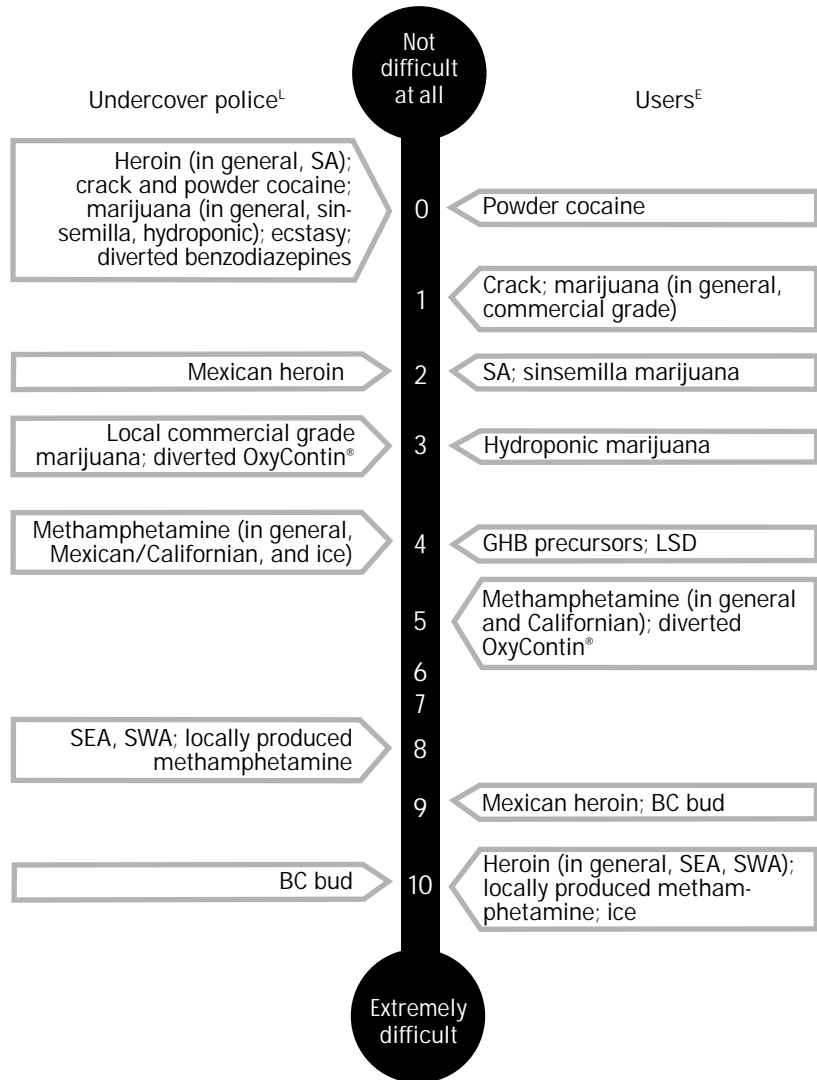 Not
difficult
at all
Undercover police^L
Users^E
Heroin (in general, SA);
crack and powder cocaine;
marijuana (in general, sin-
semilla, hydroponic); ecstasy;
diverted benzodiazepines
0
Powder cocaine
1
Crack; marijuana (in general,
commercial grade)
Mexican heroin
2
SA; sinsemilla marijuana
Local commercial grade
marijuana; diverted OxyContin®
3
Hydroponic marijuana
Methamphetamine (in general,
Mexican/Californian, and ice)
4
GHB precursors; LSD
5
Methamphetamine (in general
and Californian); diverted
OxyContin®
6
7
SEA, SWA; locally produced
methamphetamine
8
9
Mexican heroin; BC bud
BC bud
10
Heroin (in general, SEA, SWA);
locally produced metham-
phetamine; ice
Extremely
difficult